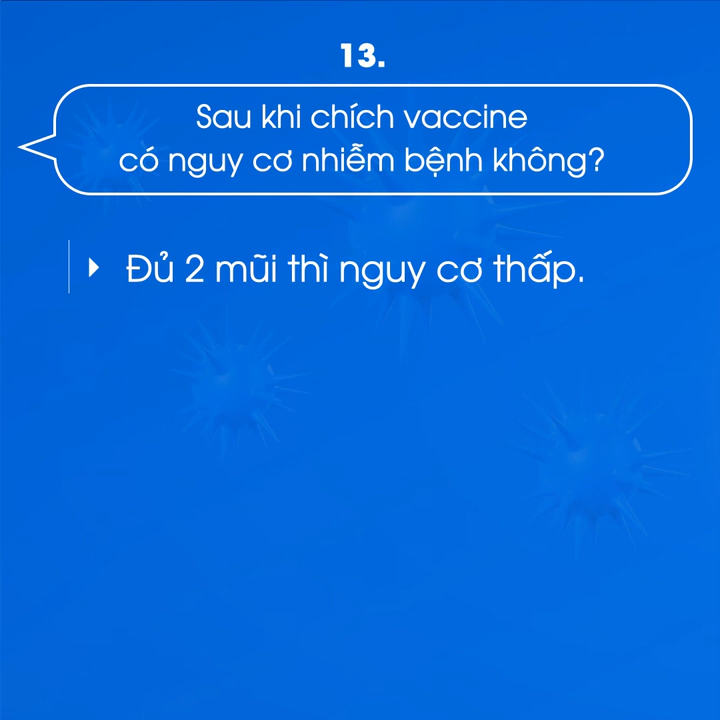 13.
Sau khi chích vaccine
có nguy cơ nhiễm bệnh không?
Đủ 2 mũi thì nguy cơ thấp.